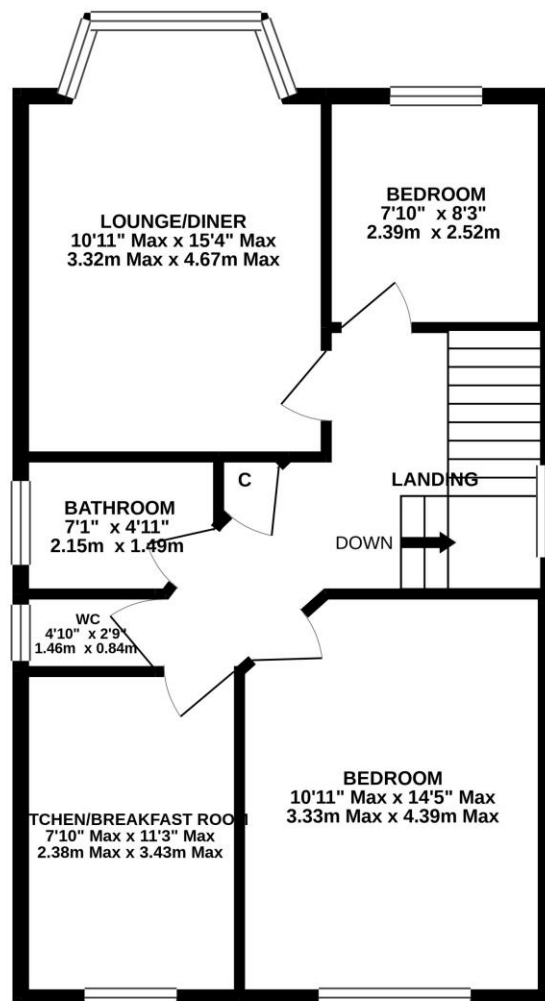 LOUNGE/DINER
10'11" Max x 15'4" Max
3.32m Max x 4.67m Max
BEDROOM
7'10" x 8'3"
2.39m x 2.52m
C
LANDING
BATHROOM
7'1" x 4'11"
2.15m x 1.49m
DOWN
WC
4'10" x 2'9"
1.46m x 0.84m
TCHEN/BREAKFAST ROOM
7'10" Max x 11'3" Max
2.38m Max x 3.43m Max
BEDROOM
10'11" Max x 14'5" Max
3.33m Max x 4.39m Max